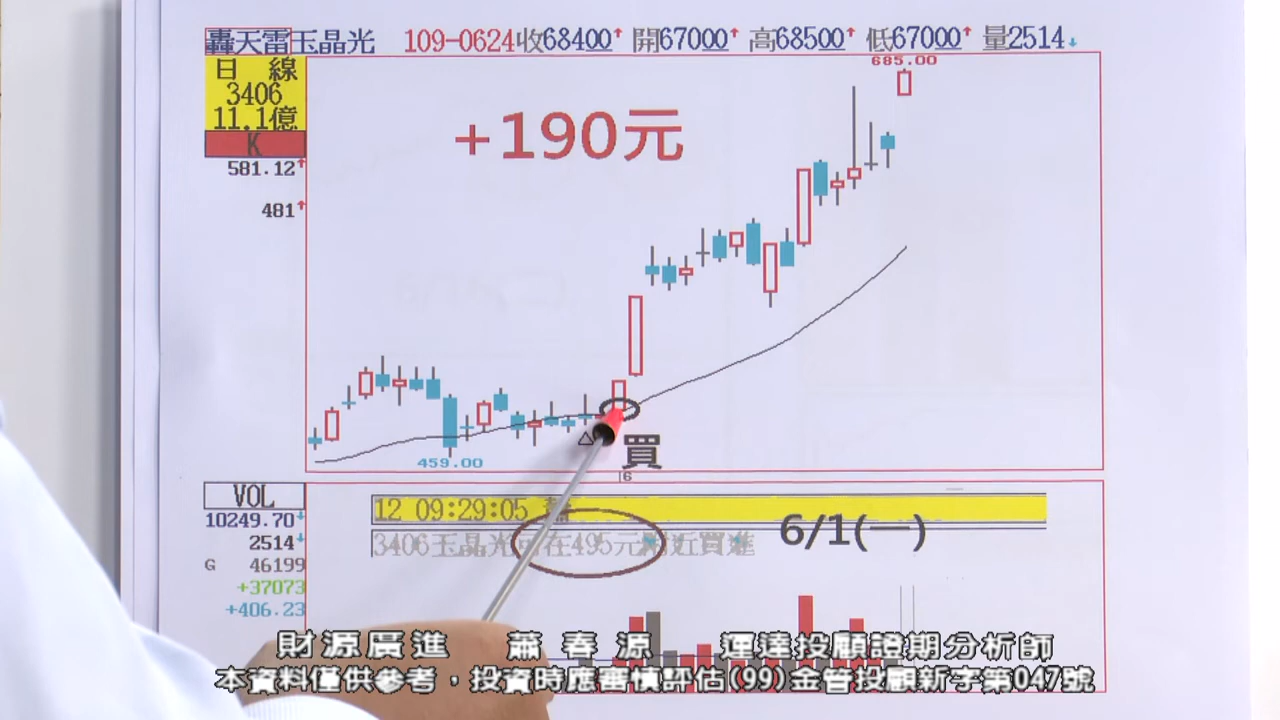 轟天雷玉晶光 109-0624收68400↑ 開67000↑ 高68500↑ 低67000↑ 量2514↓
日 線
3406
11.1億
K
581.12↑
481↑
685.00
+190元
459.00
買
6
VOL
10249.70↓
2514↓
G 46199
+37073
+406.23
12 09:29:05
3406玉晶光可在495元附近買進
6/1(一)
財源廣進 蕭春源 運達投顧證期分析師
本資料僅供參考，投資時應審慎評估(99)金管投顧新字第047號